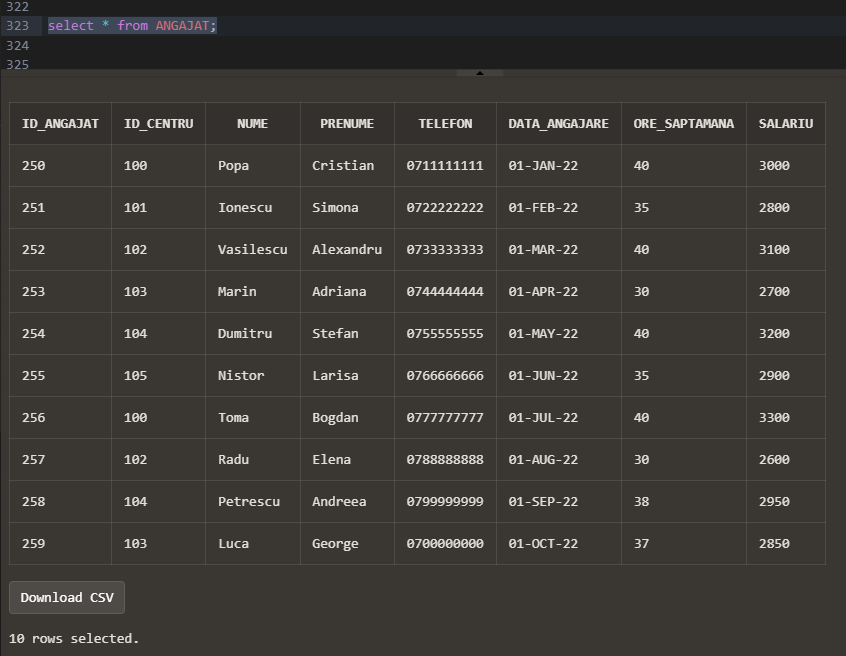 322
323 select * from ANGAJAT;
324
325
ID_ANGAJAT ID_CENTRU NUME PRENUME TELEFON DATA_ANGAJARE ORE_SAPTAMANA SALARIU
250 100 Popa Cristian 0711111111 01-JAN-22 40 3000
251 101 Ionescu Simona 0722222222 01-FEB-22 35 2800
252 102 Vasilescu Alexandru 0733333333 01-MAR-22 40 3100
253 103 Marin Adriana 0744444444 01-APR-22 30 2700
254 104 Dumitru Stefan 0755555555 01-MAY-22 40 3200
255 105 Nistor Larisa 0766666666 01-JUN-22 35 2900
256 100 Toma Bogdan 0777777777 01-JUL-22 40 3300
257 102 Radu Elena 0788888888 01-AUG-22 30 2600
258 104 Petrescu Andreea 0799999999 01-SEP-22 38 2950
259 103 Luca George 0700000000 01-OCT-22 37 2850
Download CSV
10 rows selected.